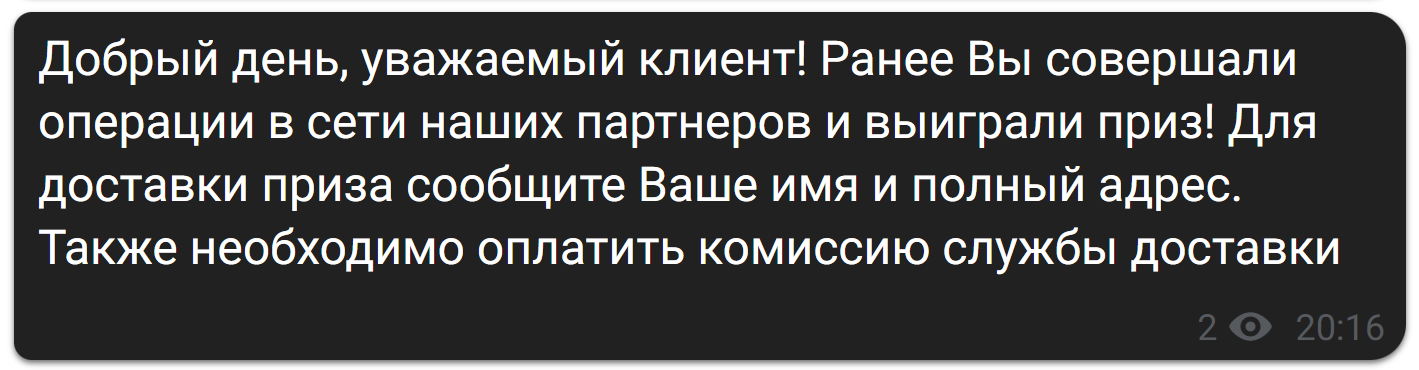 Добрый день, уважаемый клиент! Ранее Вы совершали
операции в сети наших партнеров и выиграли приз! Для
доставки приза сообщите Ваше имя и полный адрес.
Также необходимо оплатить комиссию службы доставки
2 20:16